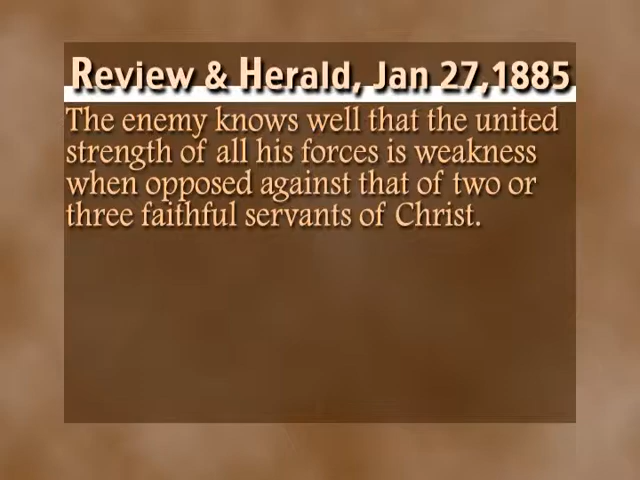 Review & Herald, Jan 27,1885
The enemy knows well that the united
strength of all his forces is weakness
when opposed against that of two or
three faithful servants of Christ.